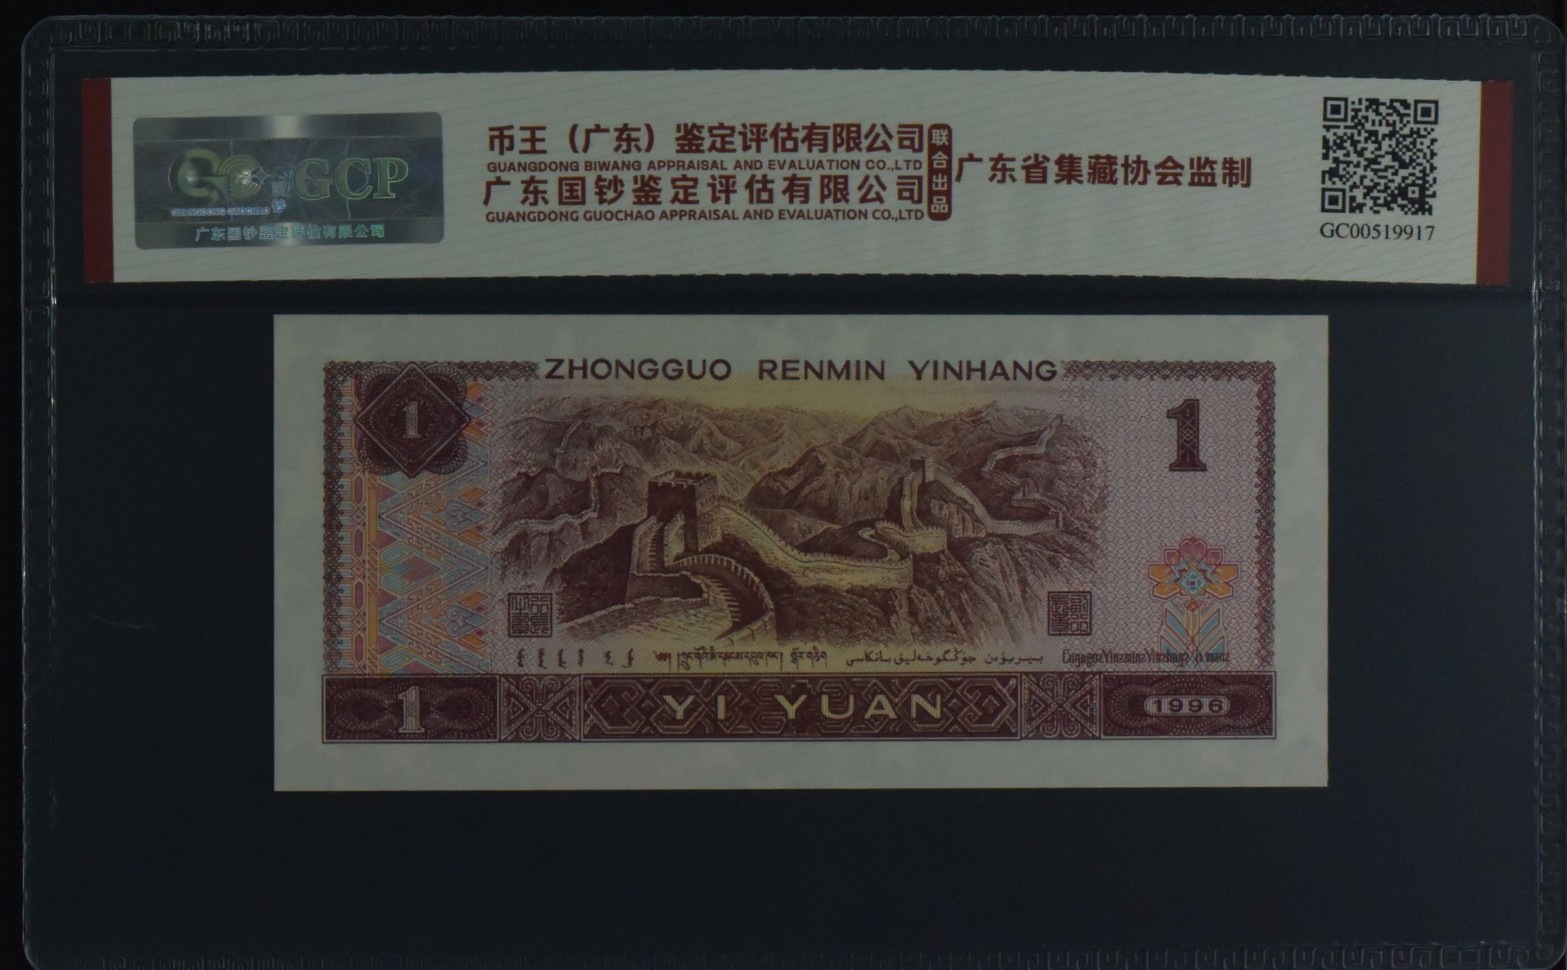 GCP
GUANGDONG GUOCHAO
广东国钞鉴定评估有限公司
币王（广东）鉴定评估有限公司
GUANGDONG BIWANG APPRAISAL AND EVALUATION CO.,LTD
广东国钞鉴定评估有限公司
GUANGDONG GUOCHAO APPRAISAL AND EVALUATION CO.,LTD
联合出品
广东省集藏协会监制
GC00519917
ZHONGGUO RENMIN YINHANG
1
1
1
YI YUAN
1996